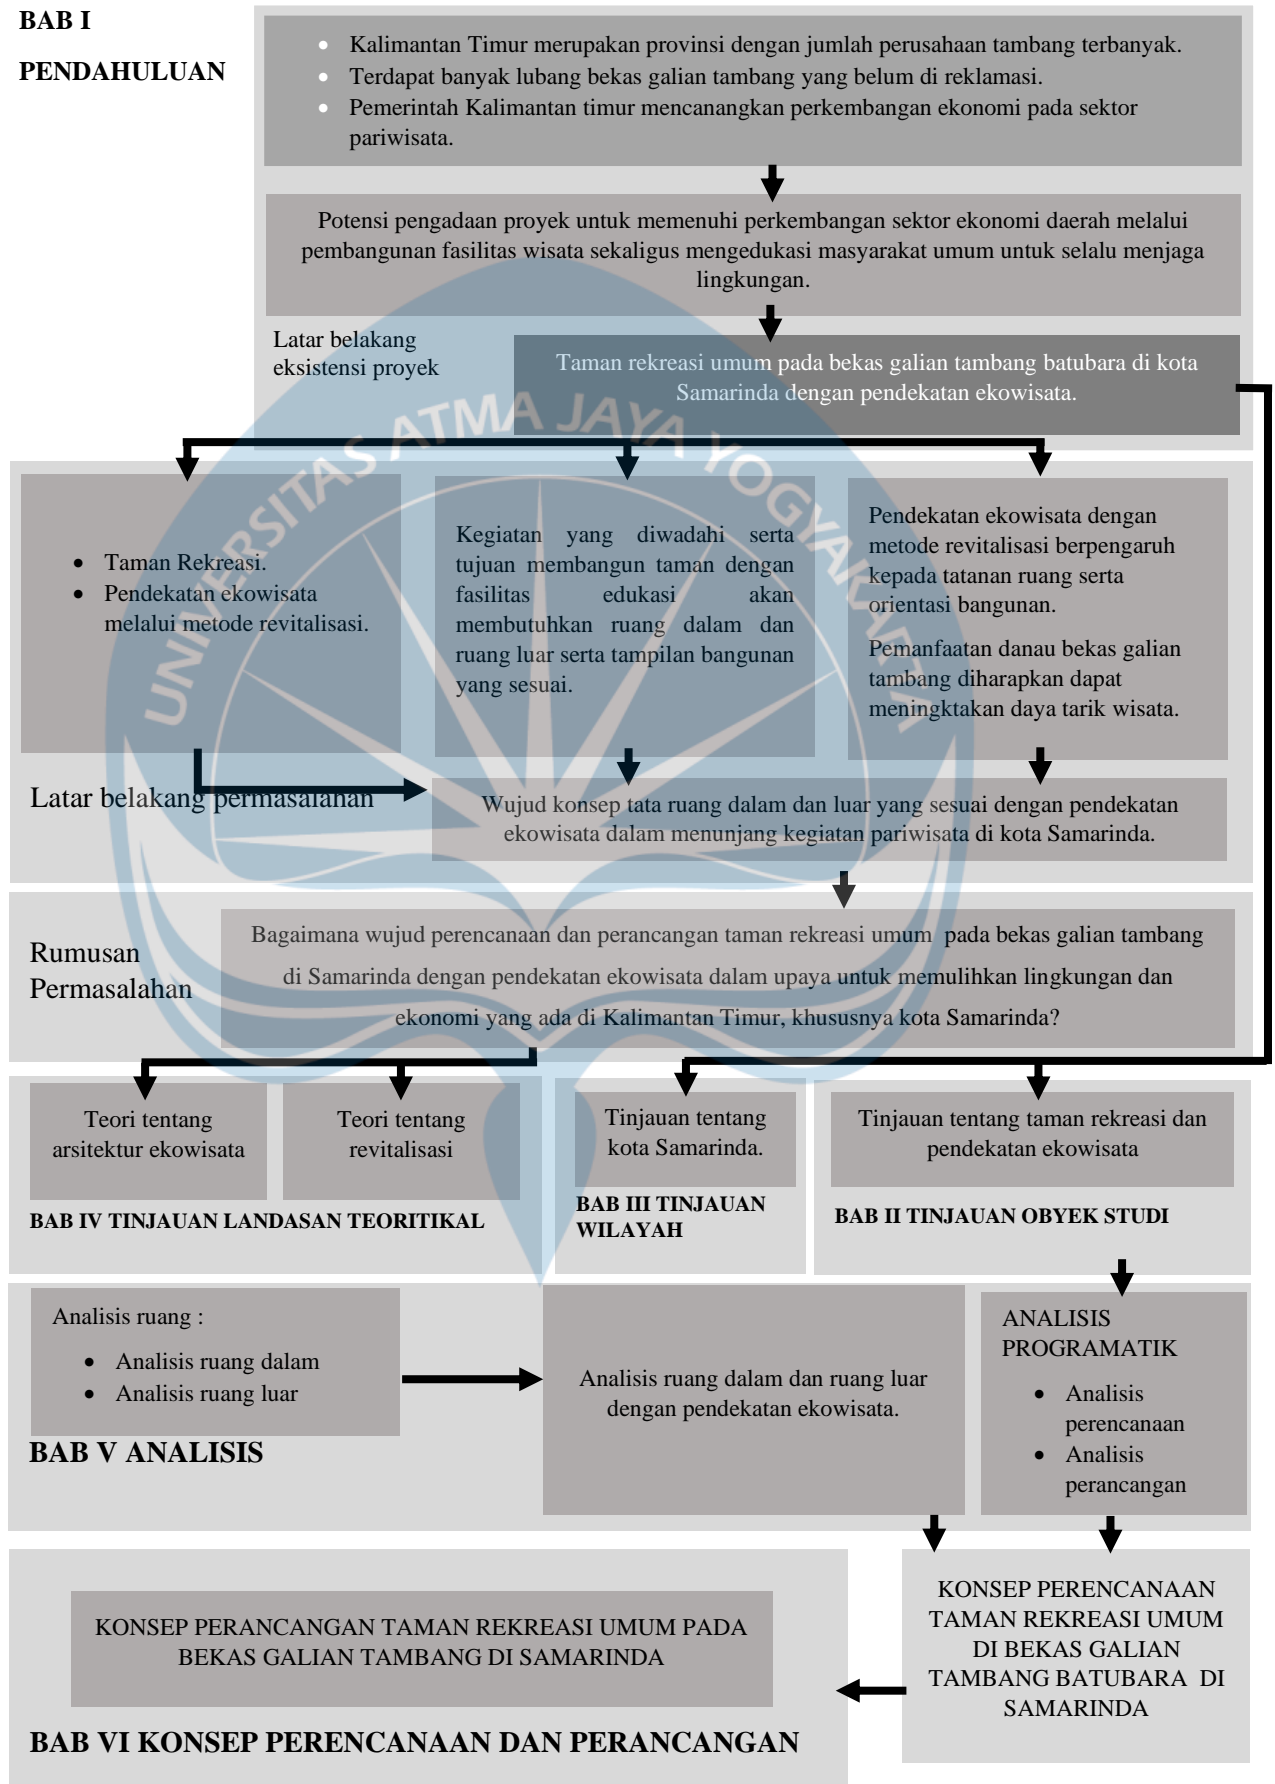 BAB I
PENDAHULUAN
• Kalimantan Timur merupakan provinsi dengan jumlah perusahaan tambang terbanyak.
• Terdapat banyak lubang bekas galian tambang yang belum di reklamasi.
• Pemerintah Kalimantan timur mencanangkan perkembangan ekonomi pada sektor
pariwisata.
Potensi pengadaan proyek untuk memenuhi perkembangan sektor ekonomi daerah melalui
pembangunan fasilitas wisata sekaligus mengedukasi masyarakat umum untuk selalu menjaga
lingkungan.
Latar belakang
eksistensi proyek
Taman rekreasi umum pada bekas galian tambang batubara di kota
Samarinda dengan pendekatan ekowisata.
UNIVERSITAS ATMA JAYA YOGYAKARTA
• Taman Rekreasi.
• Pendekatan ekowisata
melalui metode revitalisasi.
Kegiatan yang diwadahi serta
tujuan membangun taman dengan
fasilitas edukasi akan
membutuhkan ruang dalam dan
ruang luar serta tampilan bangunan
yang sesuai.
Pendekatan ekowisata dengan
metode revitalisasi berpengaruh
kepada tatanan ruang serta
orientasi bangunan.
Pemanfaatan danau bekas galian
tambang diharapkan dapat
meningktakan daya tarik wisata.
Latar belakang permasalahan
Wujud konsep tata ruang dalam dan luar yang sesuai dengan pendekatan
ekowisata dalam menunjang kegiatan pariwisata di kota Samarinda.
Rumusan
Permasalahan
Bagaimana wujud perencanaan dan perancangan taman rekreasi umum pada bekas galian tambang
di Samarinda dengan pendekatan ekowisata dalam upaya untuk memulihkan lingkungan dan
ekonomi yang ada di Kalimantan Timur, khususnya kota Samarinda?
Teori tentang
arsitektur ekowisata
Teori tentang
revitalisasi
BAB IV TINJAUAN LANDASAN TEORITIKAL
Tinjauan tentang
kota Samarinda.
BAB III TINJAUAN
WILAYAH
Tinjauan tentang taman rekreasi dan
pendekatan ekowisata
BAB II TINJAUAN OBYEK STUDI
Analisis ruang :
• Analisis ruang dalam
• Analisis ruang luar
BAB V ANALISIS
Analisis ruang dalam dan ruang luar
dengan pendekatan ekowisata.
ANALISIS
PROGRAMATIK
• Analisis
perencanaan
• Analisis
perancangan
KONSEP PERENCANAAN
TAMAN REKREASI UMUM
DI BEKAS GALIAN
TAMBANG BATUBARA DI
SAMARINDA
KONSEP PERANCANGAN TAMAN REKREASI UMUM PADA
BEKAS GALIAN TAMBANG DI SAMARINDA
BAB VI KONSEP PERENCANAAN DAN PERANCANGAN